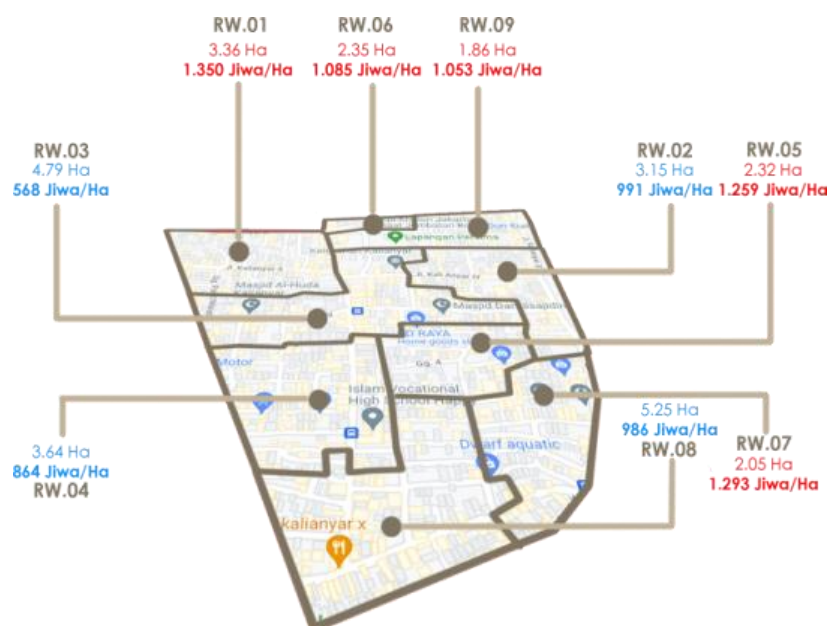 RW.01
3.36 Ha
1.350 Jiwa/Ha
RW.06
2.35 Ha
1.085 Jiwa/Ha
RW.09
1.86 Ha
1.053 Jiwa/Ha
RW.03
4.79 Ha
568 Jiwa/Ha
RW.02
3.15 Ha
991 Jiwa/Ha
RW.05
2.32 Ha
1.259 Jiwa/Ha
Lapangan
Masjid Al-Huda
Masjid
RAYA
Home goods
Gg. A
Motor
Islam Vocational
High School
Dwarf aquatic
kalianyar x
3.64 Ha
864 Jiwa/Ha
RW.04
5.25 Ha
986 Jiwa/Ha
RW.08
RW.07
2.05 Ha
1.293 Jiwa/Ha